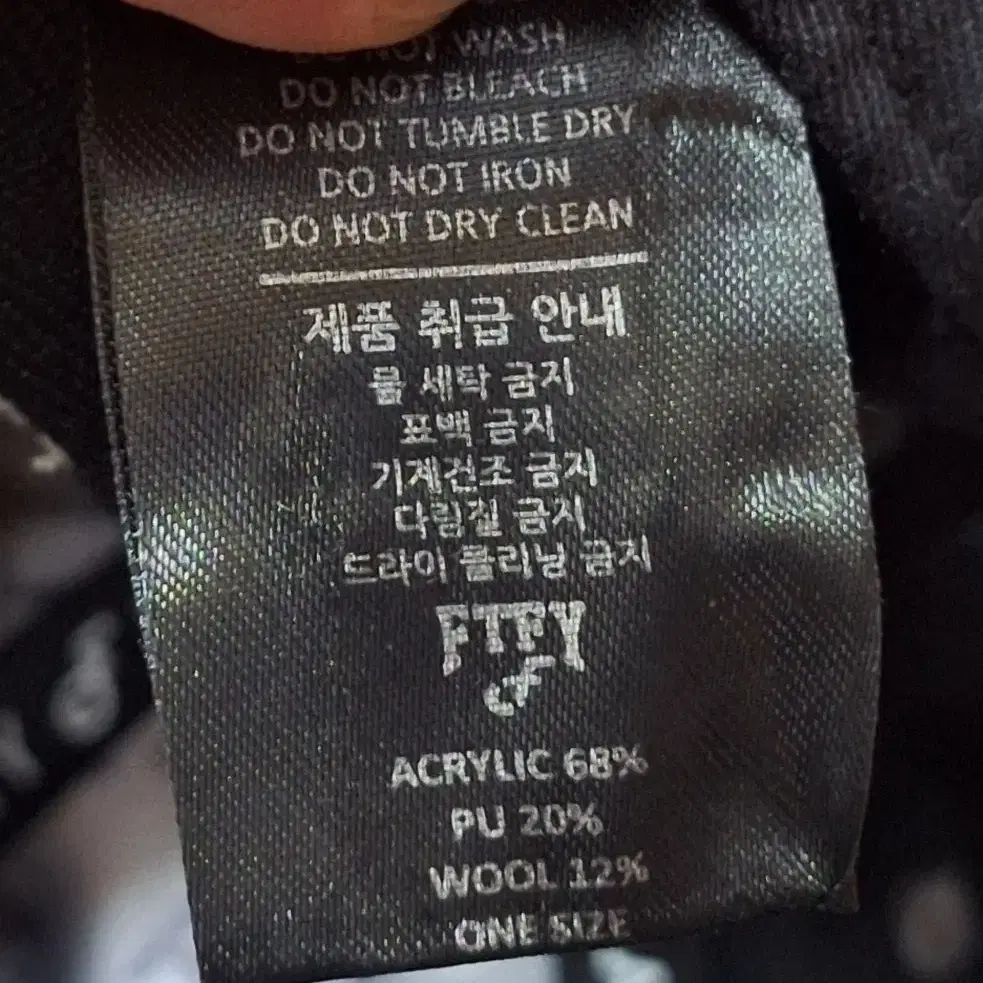 DO NOT WASH
DO NOT BLEACH
DO NOT TUMBLE DRY
DO NOT IRON
DO NOT DRY CLEAN
제품 취급 안내
물 세탁 금지
표백 금지
기계건조 금지
다림질 금지
드라이 클리닝 금지
FTFY
ACRYLIC 68%
PU 20%
WOOL 12%
ONE SIZE